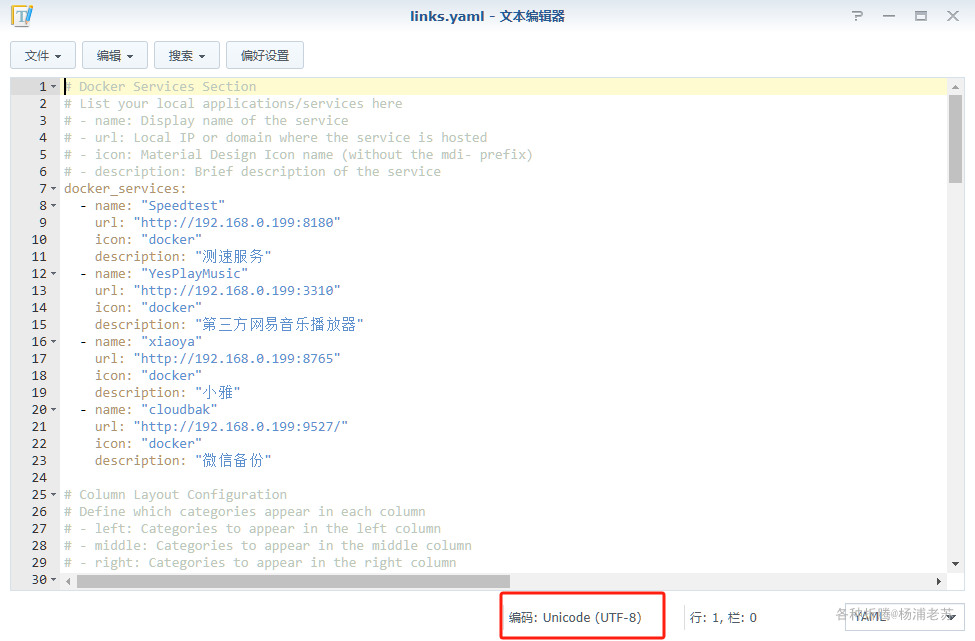 links.yaml - 文本编辑器
文件 编辑 搜索 偏好设置
1 # Docker Services Section
2 # List your local applications/services here
3 # - name: Display name of the service
4 # - url: Local IP or domain where the service is hosted
5 # - icon: Material Design Icon name (without the mdi- prefix)
6 # - description: Brief description of the service
7 docker_services:
8 - name: "Speedtest"
9 url: "http://192.168.0.199:8180"
10 icon: "docker"
11 description: "测速服务"
12 - name: "YesPlayMusic"
13 url: "http://192.168.0.199:3310"
14 icon: "docker"
15 description: "第三方网易音乐播放器"
16 - name: "xiaoya"
17 url: "http://192.168.0.199:8765"
18 icon: "docker"
19 description: "小雅"
20 - name: "cloudbak"
21 url: "http://192.168.0.199:9527/"
22 icon: "docker"
23 description: "微信备份"
24
25 # Column Layout Configuration
26 # Define which categories appear in each column
27 # - left: Categories to appear in the left column
28 # - middle: Categories to appear in the middle column
29 # - right: Categories to appear in the right column
30
编码: Unicode (UTF-8) 行: 1, 栏: 0 YAML
各种折腾@杨浦老苏